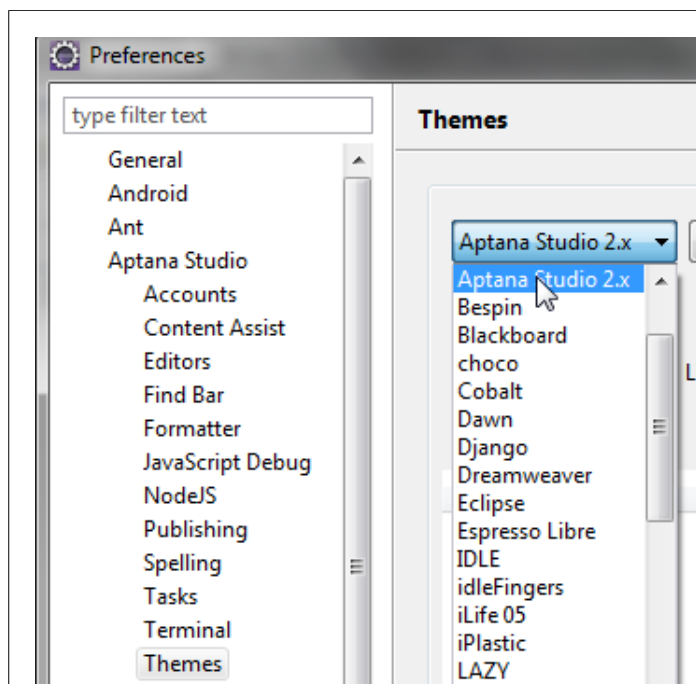 Preferences
type filter text
General
Android
Ant
Aptana Studio
Accounts
Content Assist
Editors
Find Bar
Formatter
JavaScript Debug
NodeJS
Publishing
Spelling
Tasks
Terminal
Themes
Themes
Aptana Studio 2.x
Aptana Studio 2.x
Bespin
Blackboard
choco
Cobalt
Dawn
Django
Dreamweaver
Eclipse
Espresso Libre
IDLE
idleFingers
iLife 05
iPlastic
LAZY
L